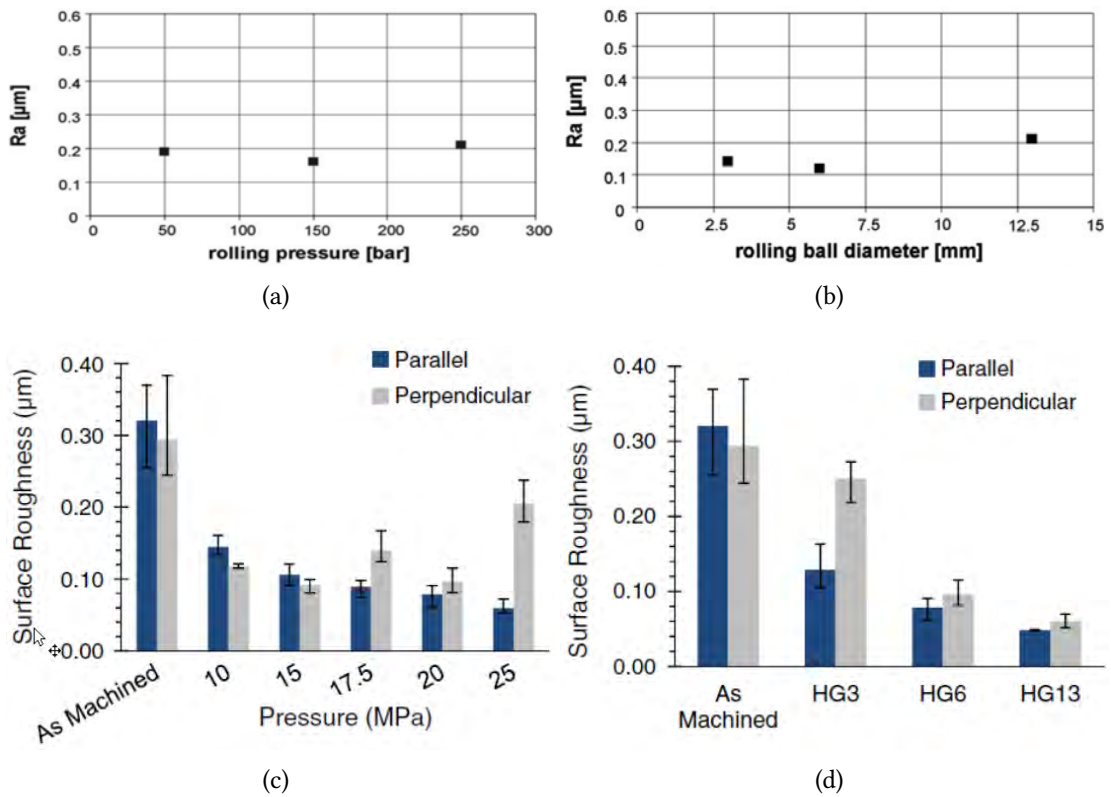 0.6
0.5
0.4
0.3
0.2
0.1
0
Ra [µm]
0 50 100 150 200 250 300
rolling pressure [bar]
(a)
0.6
0.5
0.4
0.3
0.2
0.1
0
Ra [µm]
0 2.5 5 7.5 10 12.5 15
rolling ball diameter [mm]
(b)
0.40
0.30
0.20
0.10
0.00
Surface Roughness (µm)
Parallel
Perpendicular
As Machined 10 15 17.5 20 25
Pressure (MPa)
(c)
0.40
0.30
0.20
0.10
0.00
Surface Roughness (µm)
Parallel
Perpendicular
As HG3 HG6 HG13
Machined
(d)